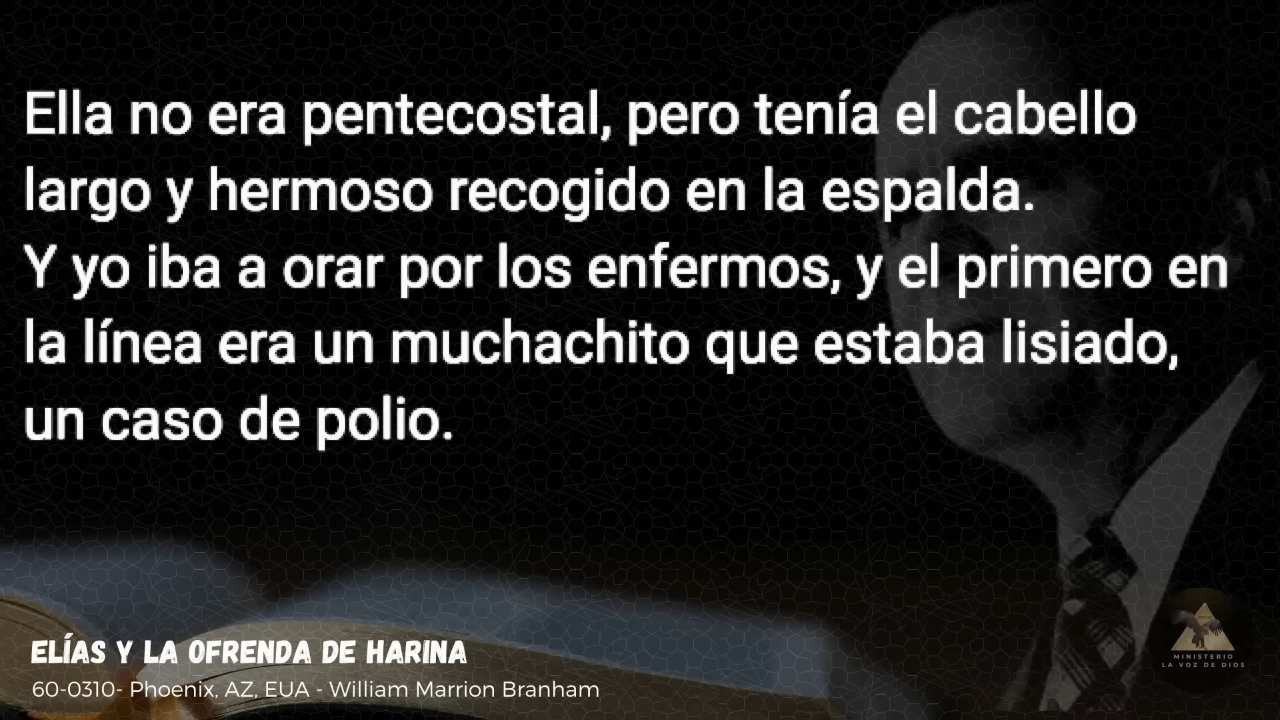 Ella no era pentecostal, pero tenía el cabello
largo y hermoso recogido en la espalda.
Y yo iba a orar por los enfermos, y el primero en
la línea era un muchachito que estaba lisiado,
un caso de polio.
ELÍAS Y LA OFRENDA DE HARINA
60-0310- Phoenix, AZ, EUA - William Marrion Branham
MINISTERIO
LA VOZ DE DIOS